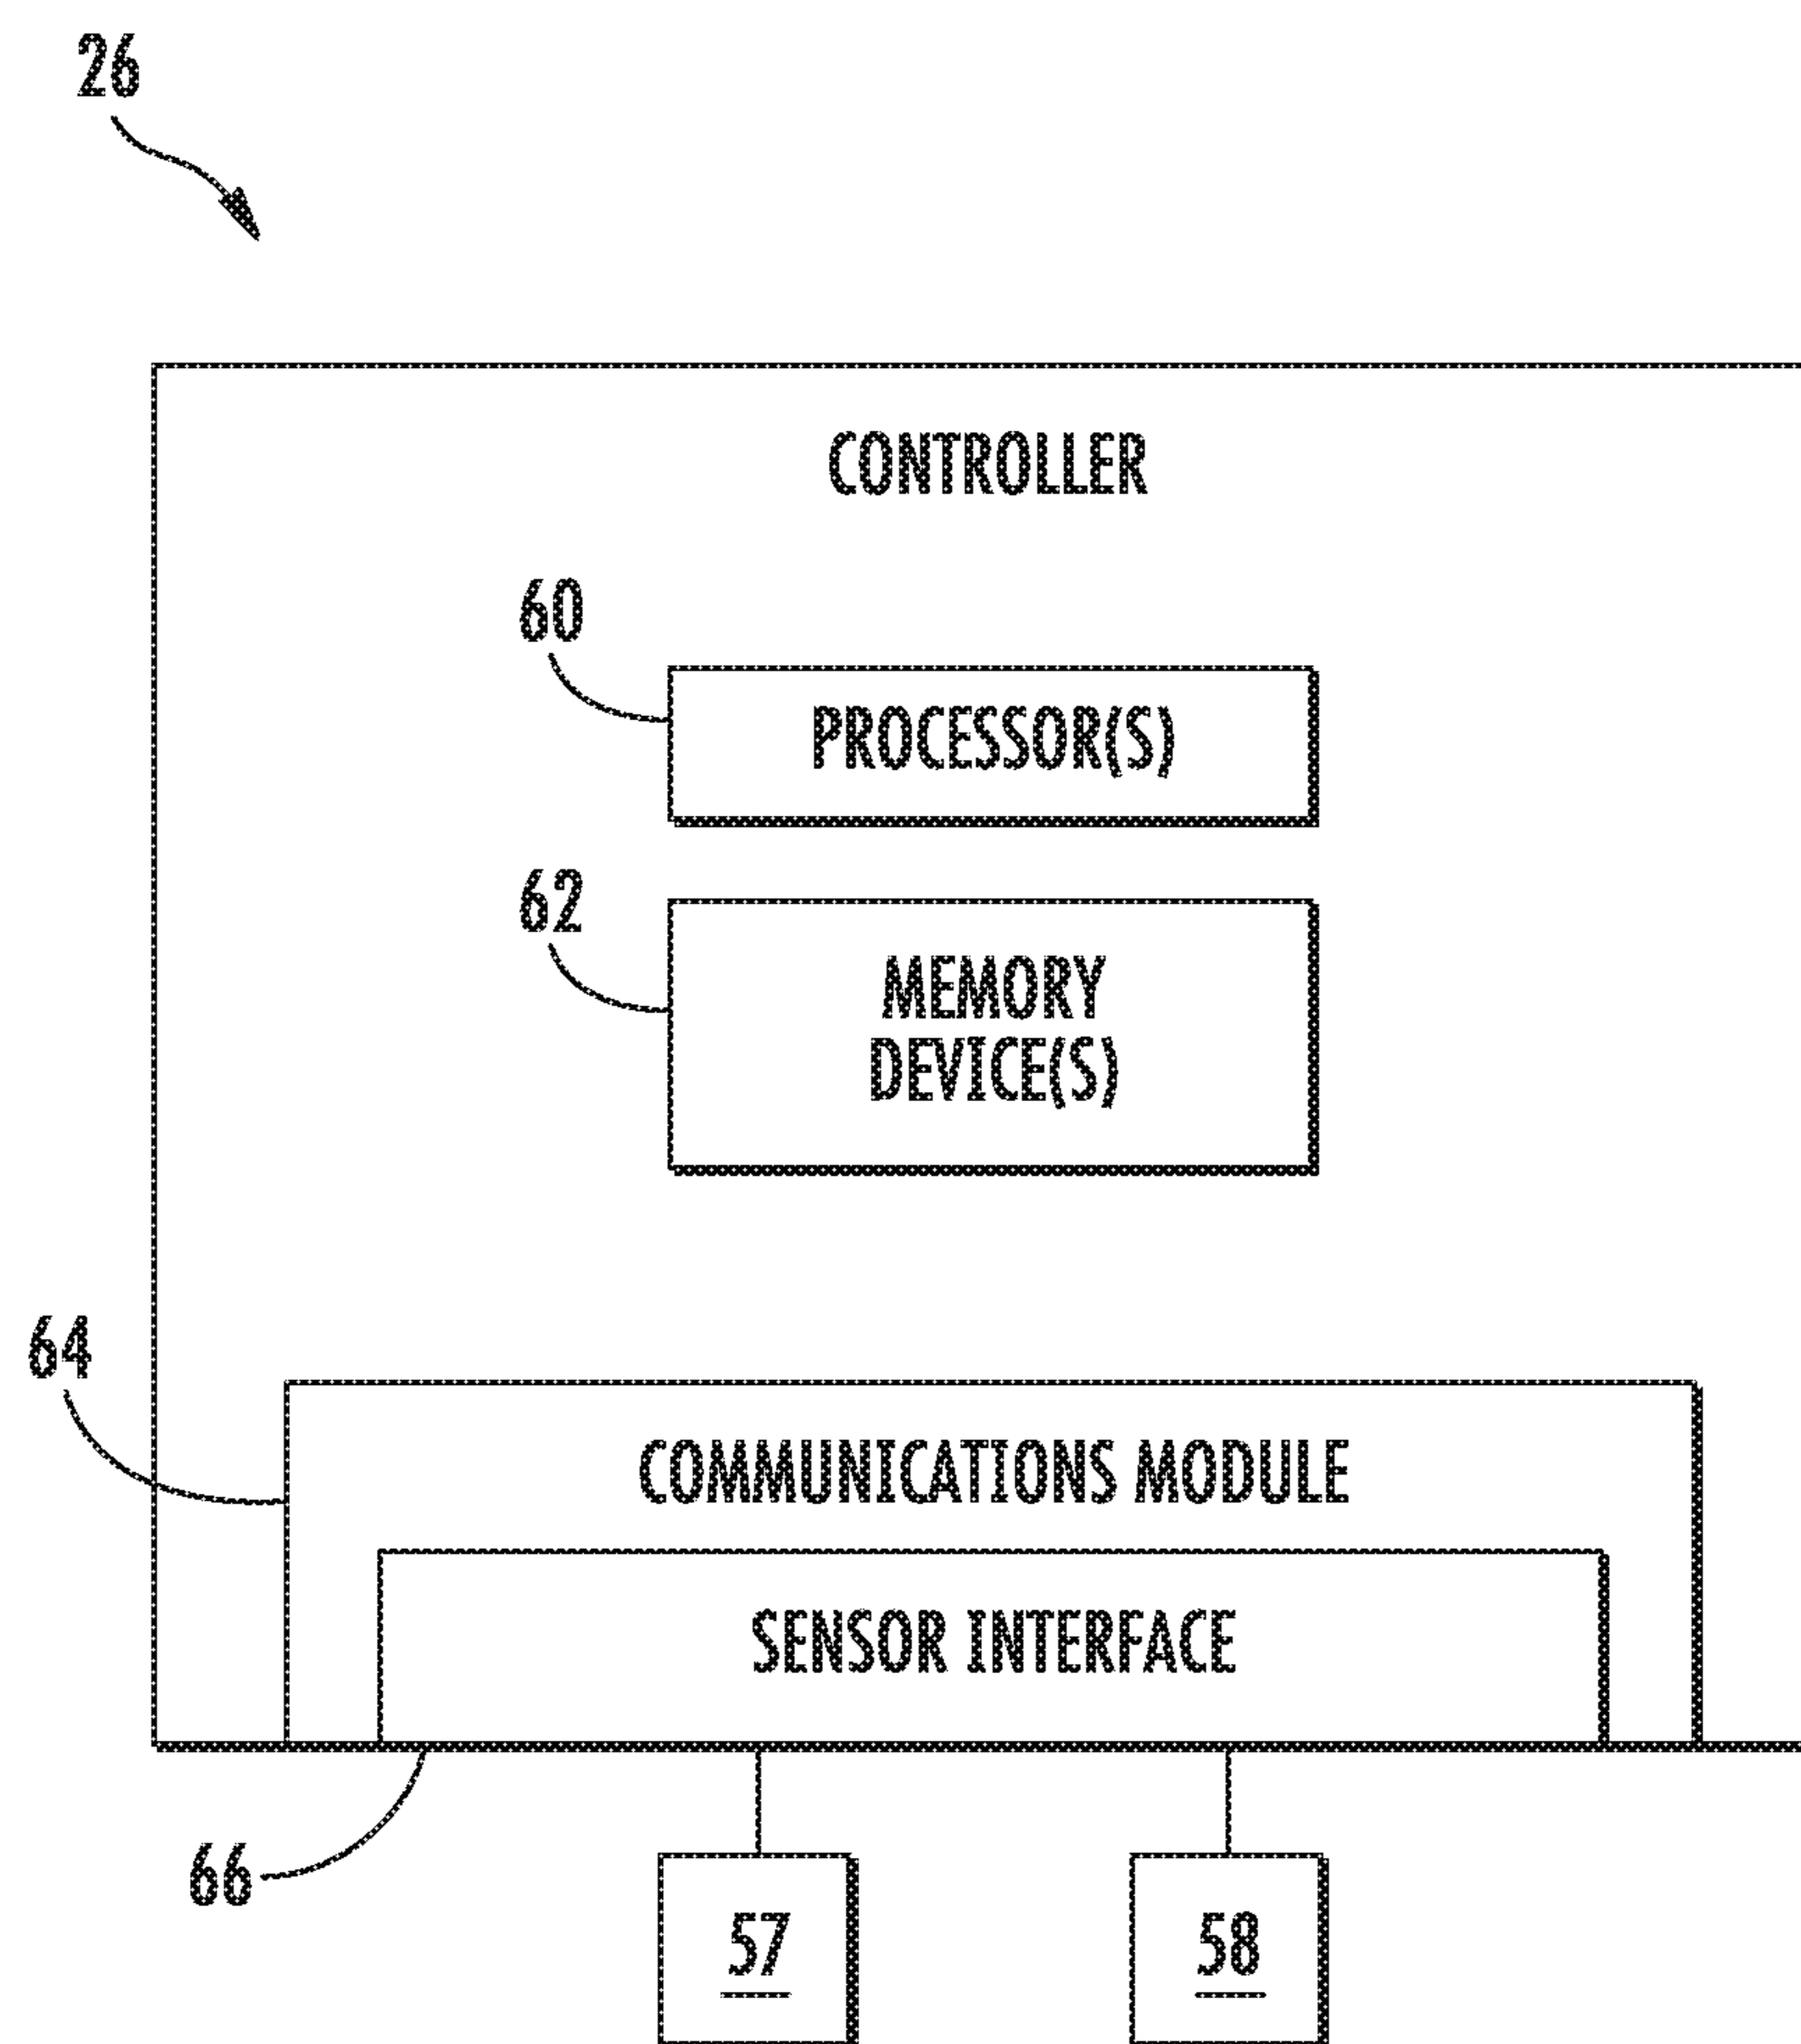 26
CONTROLLER
60
PROCESSOR(S)
62
MEMORY
DEVICE(S)
64
COMMUNICATIONS MODULE
SENSOR INTERFACE
66
57
58